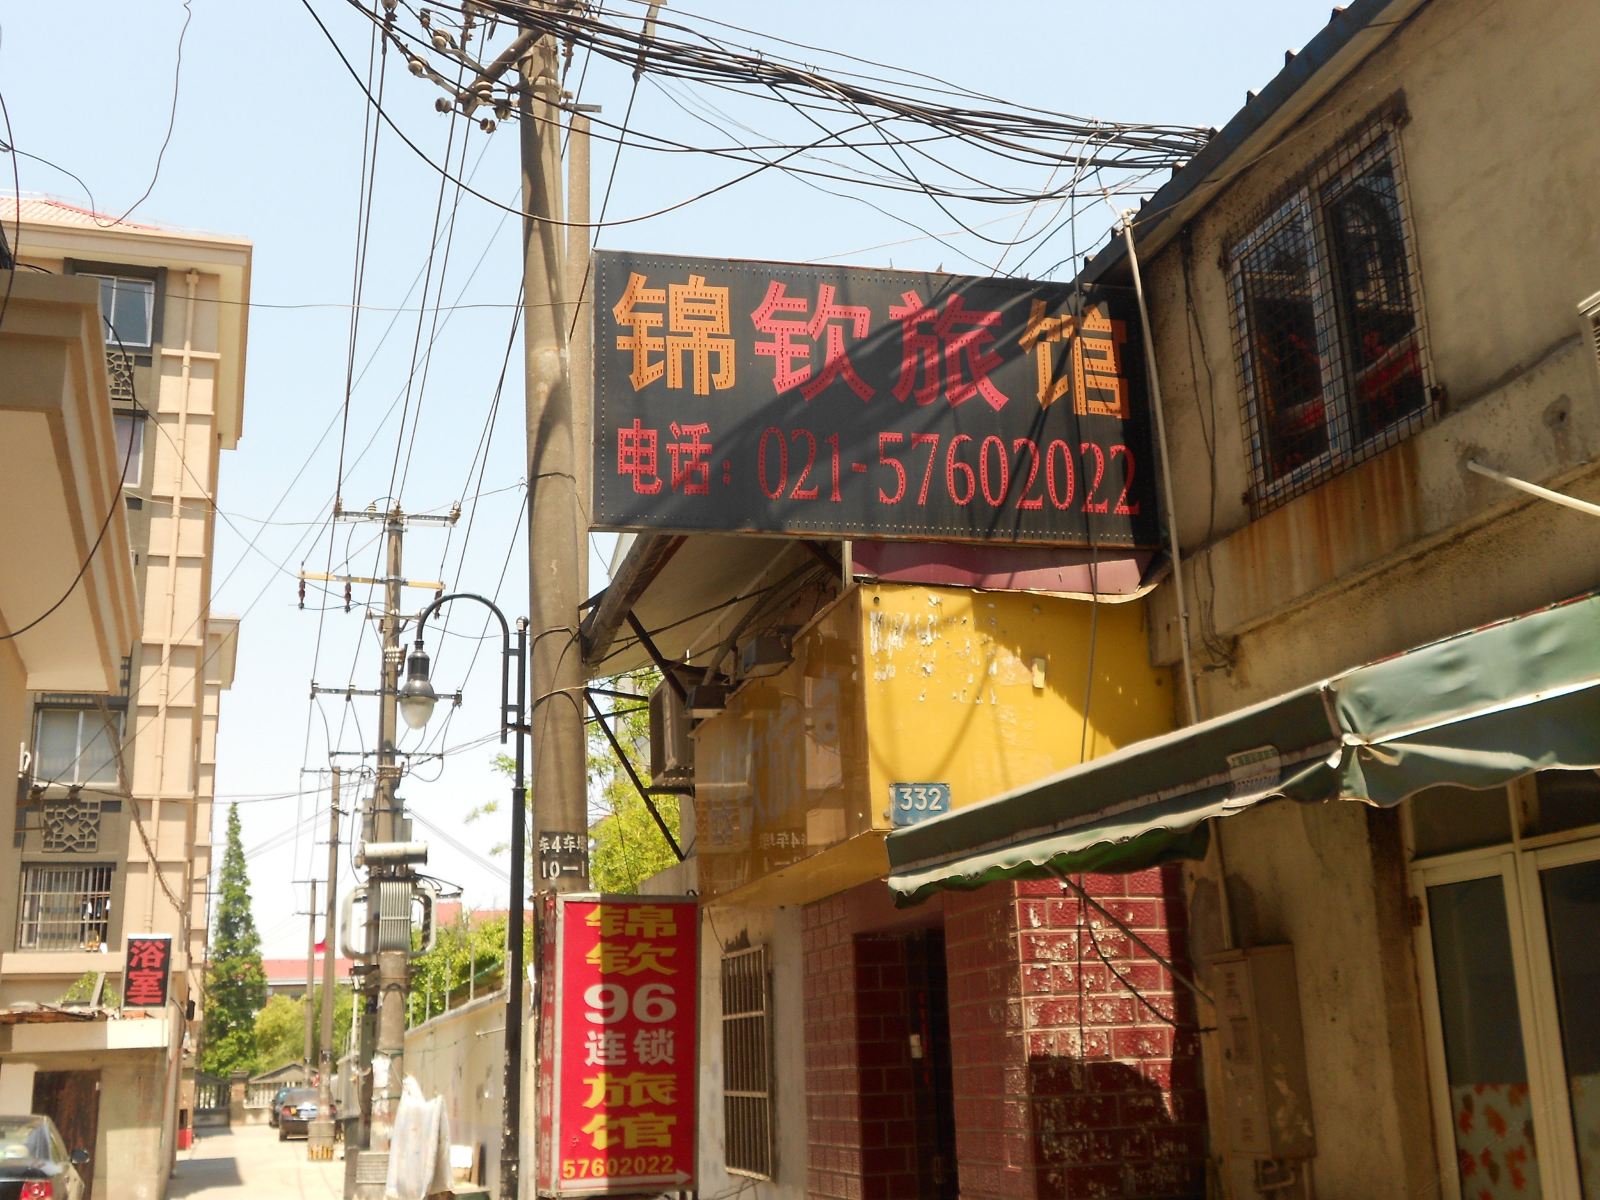 锦钦旅馆
电话：021-57602022
332
10-1
锦
钦
96
连锁
旅
馆
57602022
浴
室